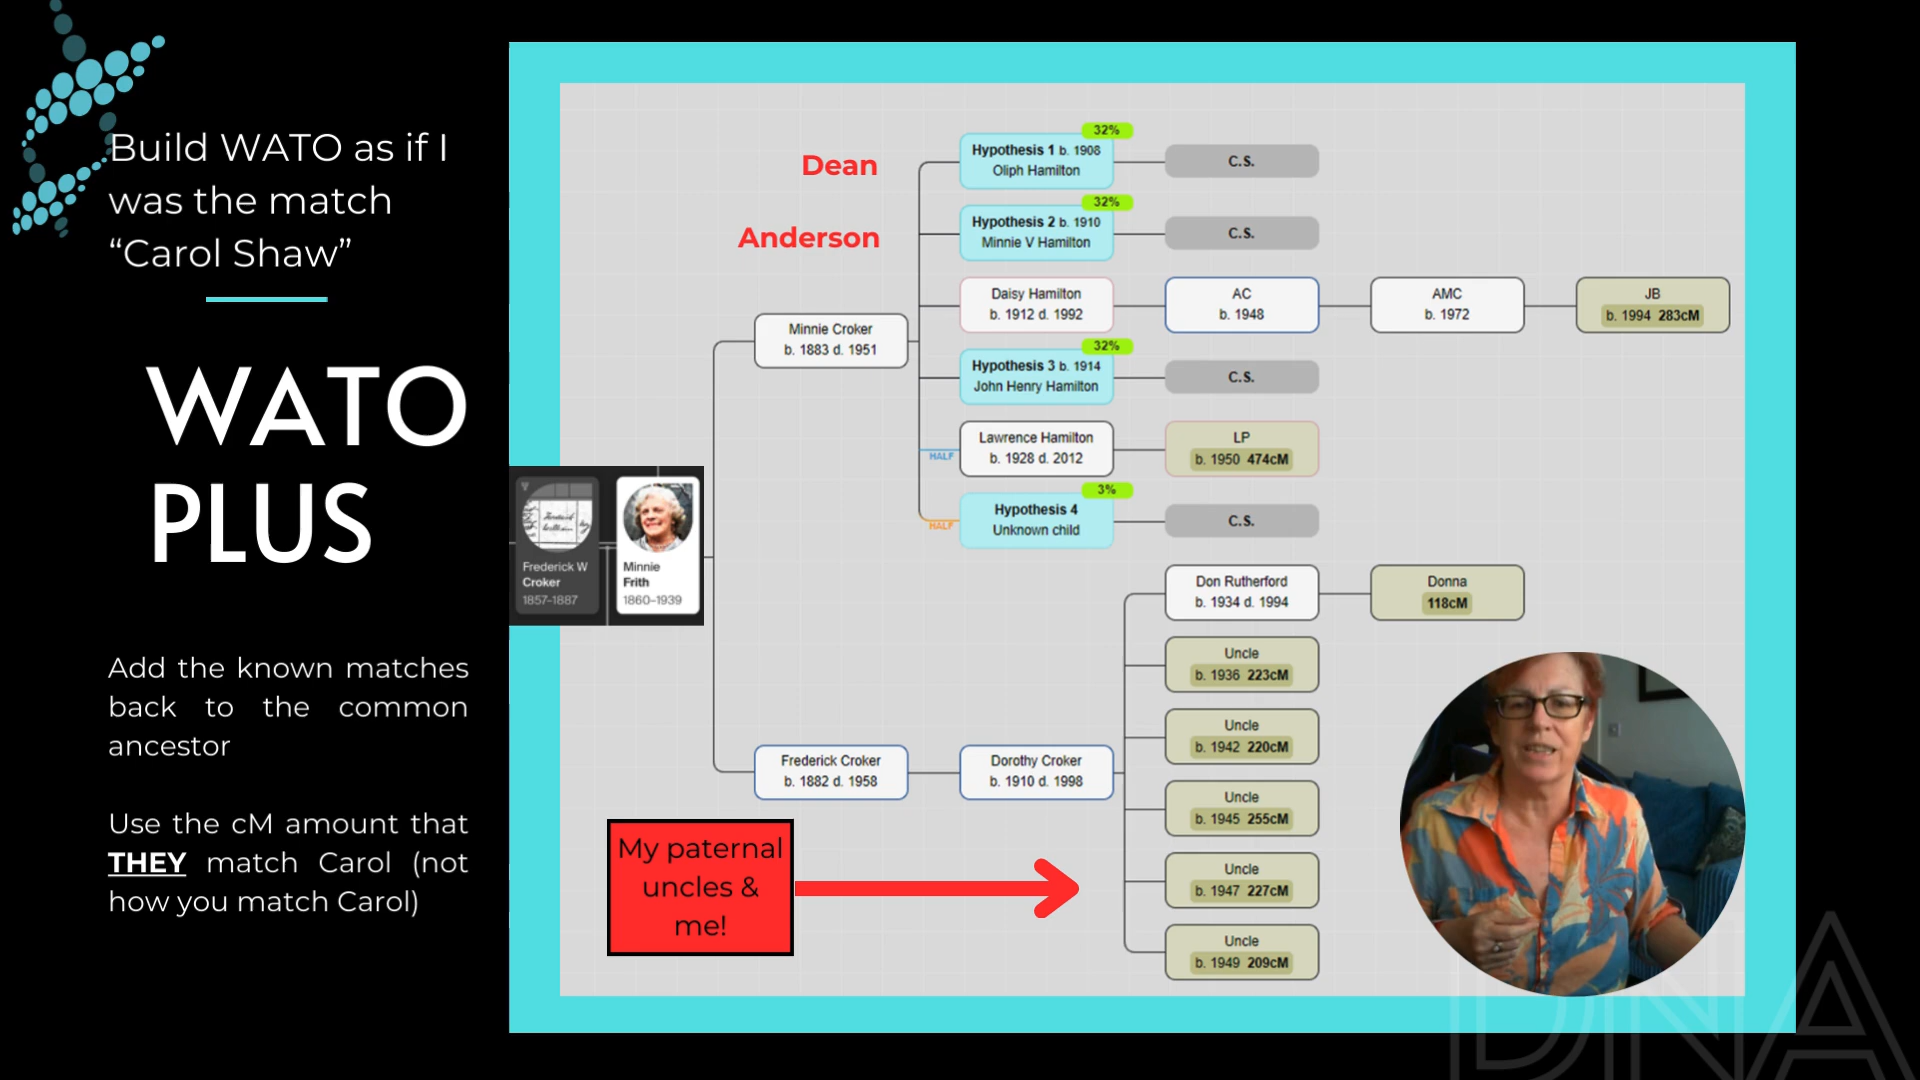 Build WATO as if I
was the match
“Carol Shaw”
WATO
PLUS
Add the known matches
back to the common
ancestor
Use the cM amount that
THEY match Carol (not
how you match Carol)
Dean
Anderson
32%
Hypothesis 1 b. 1908
Oliph Hamilton
C.S.
32%
Hypothesis 2 b. 1910
Minnie V Hamilton
C.S.
Daisy Hamilton
b. 1912 d. 1992
AC
b. 1948
AMC
b. 1972
JB
b. 1994 283cM
Minnie Croker
b. 1883 d. 1951
32%
Hypothesis 3 b. 1914
John Henry Hamilton
C.S.
HALF
Lawrence Hamilton
b. 1928 d. 2012
LP
b. 1950 474cM
3%
HALF
Hypothesis 4
Unknown child
C.S.
Frederick W
Croker
1857-1887
Minnie
Frith
1860-1939
Don Rutherford
b. 1934 d. 1994
Donna
118cM
Uncle
b. 1936 223cM
Uncle
b. 1942 220cM
Frederick Croker
b. 1882 d. 1958
Dorothy Croker
b. 1910 d. 1998
Uncle
b. 1945 255cM
Uncle
b. 1947 227cM
Uncle
b. 1949 209cM
My paternal
uncles &
me!
DNA